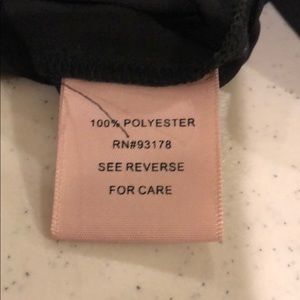 100% POLYESTER
RN#93178
SEE REVERSE
FOR CARE